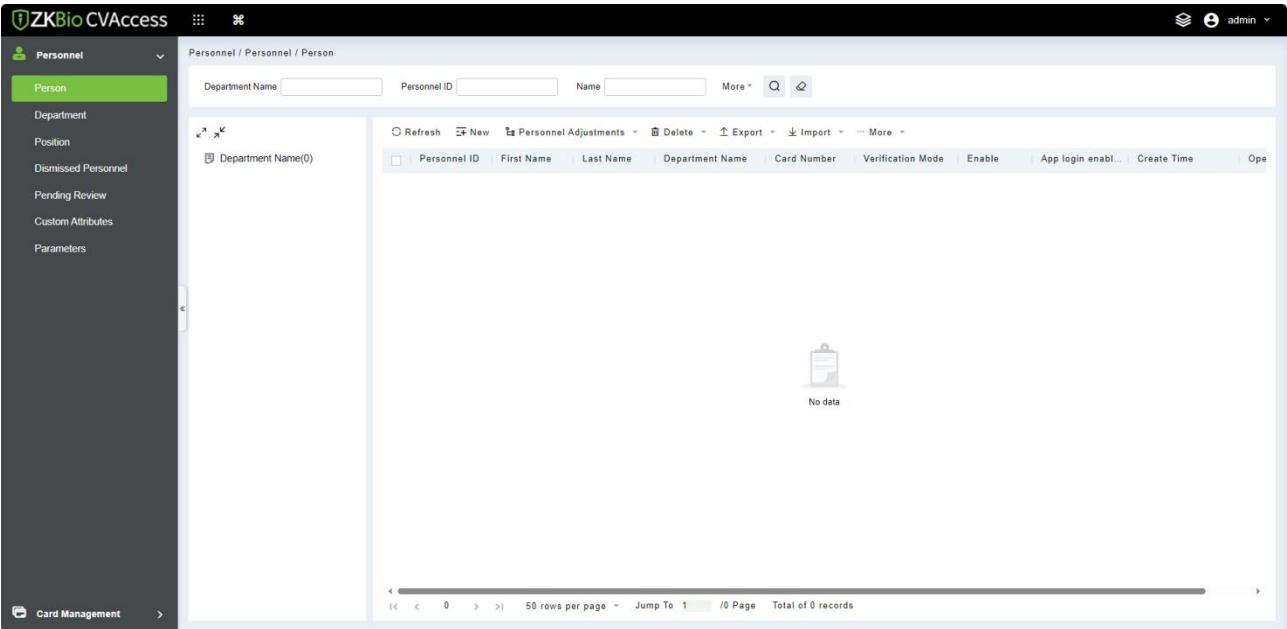 ZKBio CVAccess
admin
Personnel
Personnel / Personnel / Person
Person
Department
Position
Dismissed Personnel
Pending Review
Custom Attributes
Parameters
Card Management
Department Name Personnel ID Name More
Department Name(0)
Refresh New Personnel Adjustments Delete Export Import ··· More
Personnel ID First Name Last Name Department Name Card Number Verification Mode Enable App login enabl... Create Time Ope
No data
0 50 rows per page Jump To 1 /0 Page Total of 0 records